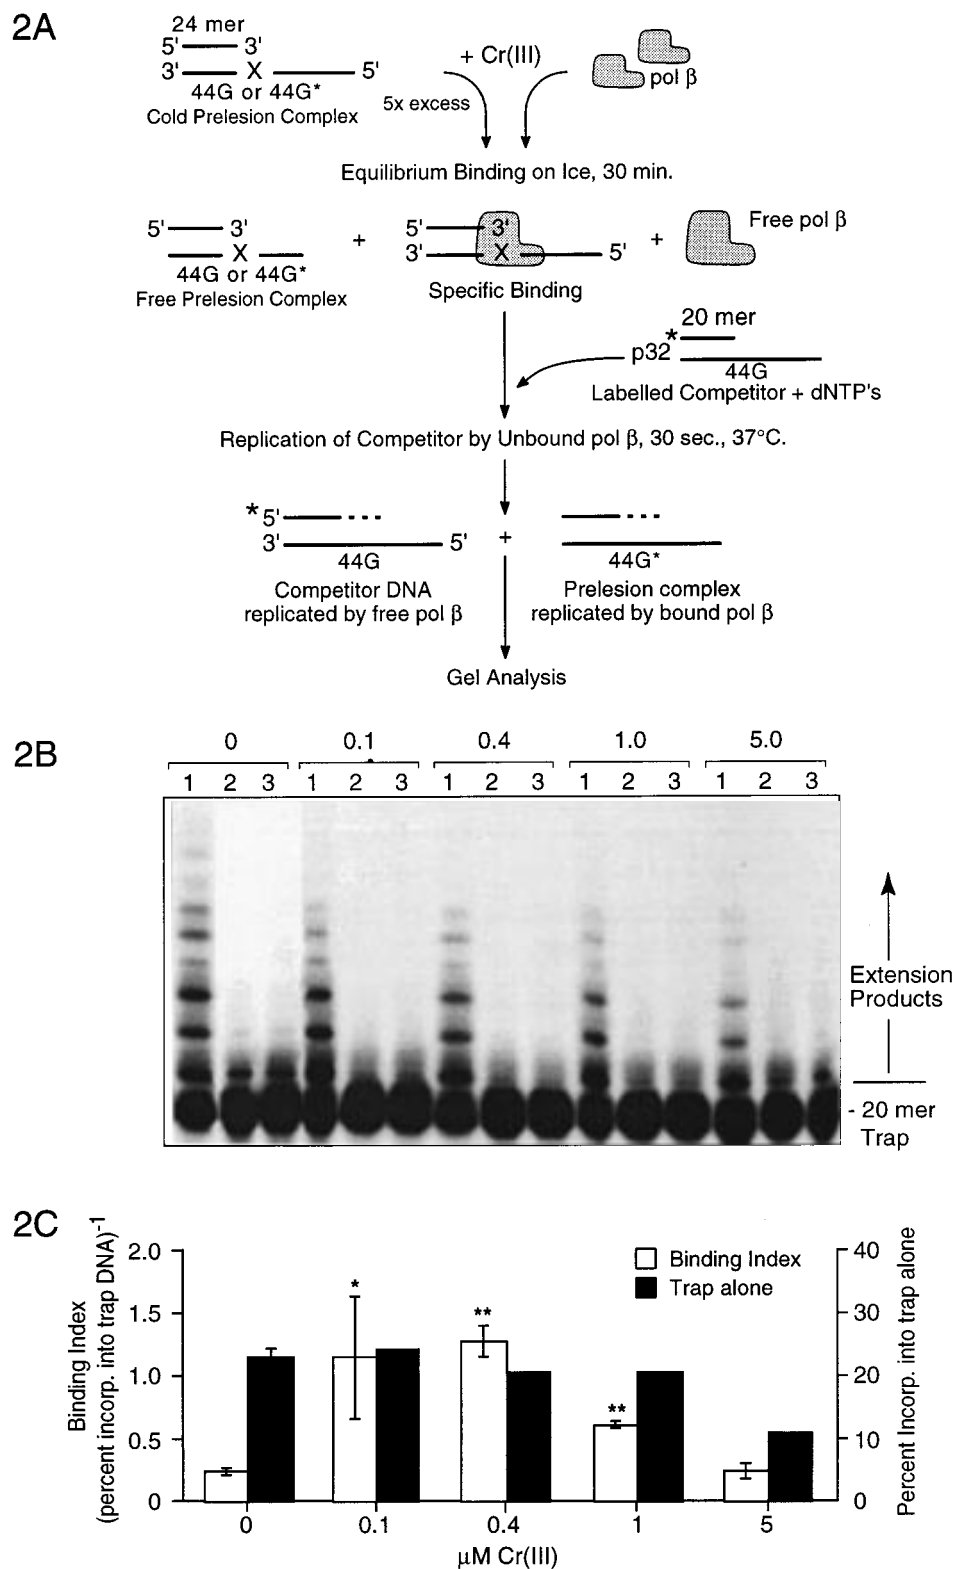 2A
24 mer
5' 3'
3' X 5'
44G or 44G*
Cold Prelesion Complex
+ Cr(III)
5x excess
pol β
Equilibrium Binding on Ice, 30 min.
5' 3'
X
44G or 44G*
Free Prelesion Complex
+
5' 3'
3' X 5'
Specific Binding
+
Free pol β
20 mer
*
p32
44G
Labelled Competitor + dNTP's
Replication of Competitor by Unbound pol β, 30 sec., 37°C.
*5'
3' 5'
44G
Competitor DNA
replicated by free pol β
+
44G*
Prelesion complex
replicated by bound pol β
Gel Analysis
2B
0 0.1 0.4 1.0 5.0
1 2 3 1 2 3 1 2 3 1 2 3 1 2 3
Extension
Products
- 20 mer
Trap
2C
Binding Index
(percent incorp. into trap DNA)-1
2.0
1.5
1.0
0.5
0
* ** **
Binding Index
Trap alone
40
30
20
10
0
Percent Incorp. into trap alone
0 0.1 0.4 1 5
μM Cr(III)